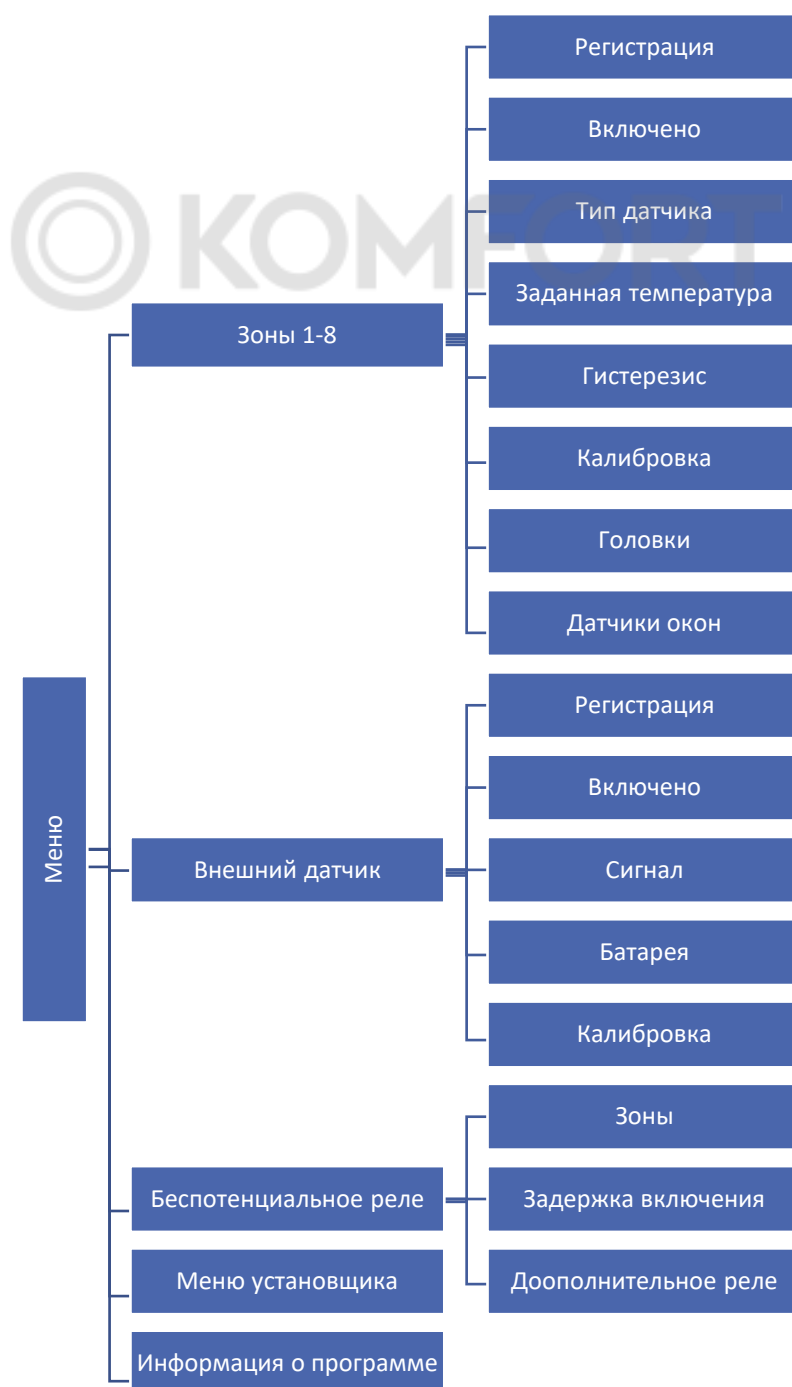 Регистрация
Включено
Тип датчика
KOMFORT
Заданная температура
Зоны 1-8
Гистерезис
Калибровка
Головки
Датчики окон
Меню
Регистрация
Включено
Внешний датчик
Сигнал
Батарея
Калибровка
Зоны
Беспотенциальное реле
Задержка включения
Меню установщика
Доополнительное реле
Информация о программе